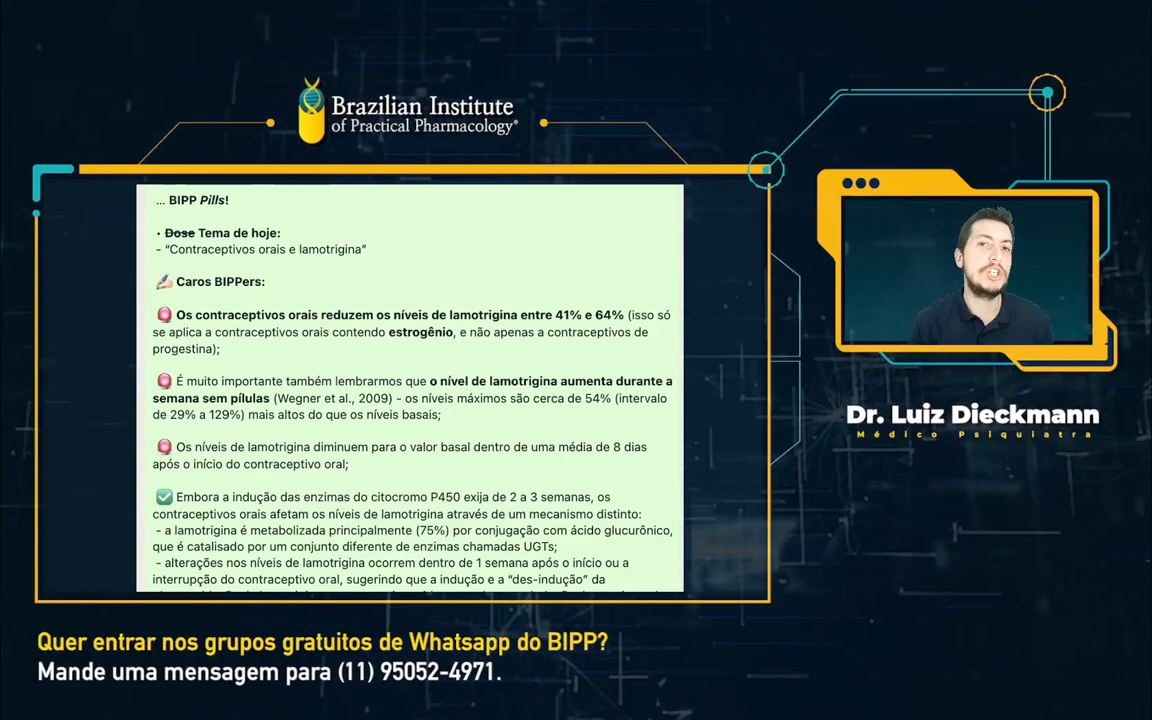 Brazilian Institute
of Practical Pharmacology®
... BIPP Pills!
· Dose Tema de hoje:
- “Contraceptivos orais e lamotrigina”
Caros BIPPers:
Os contraceptivos orais reduzem os níveis de lamotrigina entre 41% e 64% (isso só
se aplica a contraceptivos orais contendo estrogênio, e não apenas a contraceptivos de
progestina);
É muito importante também lembrarmos que o nível de lamotrigina aumenta durante a
semana sem pílulas (Wegner et al., 2009) - os níveis máximos são cerca de 54% (intervalo
de 29% a 129%) mais altos do que os níveis basais;
Os níveis de lamotrigina diminuem para o valor basal dentro de uma média de 8 dias
após o início do contraceptivo oral;
Embora a indução das enzimas do citocromo P450 exija de 2 a 3 semanas, os
contraceptivos orais afetam os níveis de lamotrigina através de um mecanismo distinto:
- a lamotrigina é metabolizada principalmente (75%) por conjugação com ácido glucurônico,
que é catalisado por um conjunto diferente de enzimas chamadas UGTs;
- alterações nos níveis de lamotrigina ocorrem dentro de 1 semana após o início ou a
interrupção do contraceptivo oral, sugerindo que a indução e a “des-indução” da
Dr. Luiz Dieckmann
Médico Psiquiatra
Quer entrar nos grupos gratuitos de Whatsapp do BIPP?
Mande uma mensagem para (11) 95052-4971.